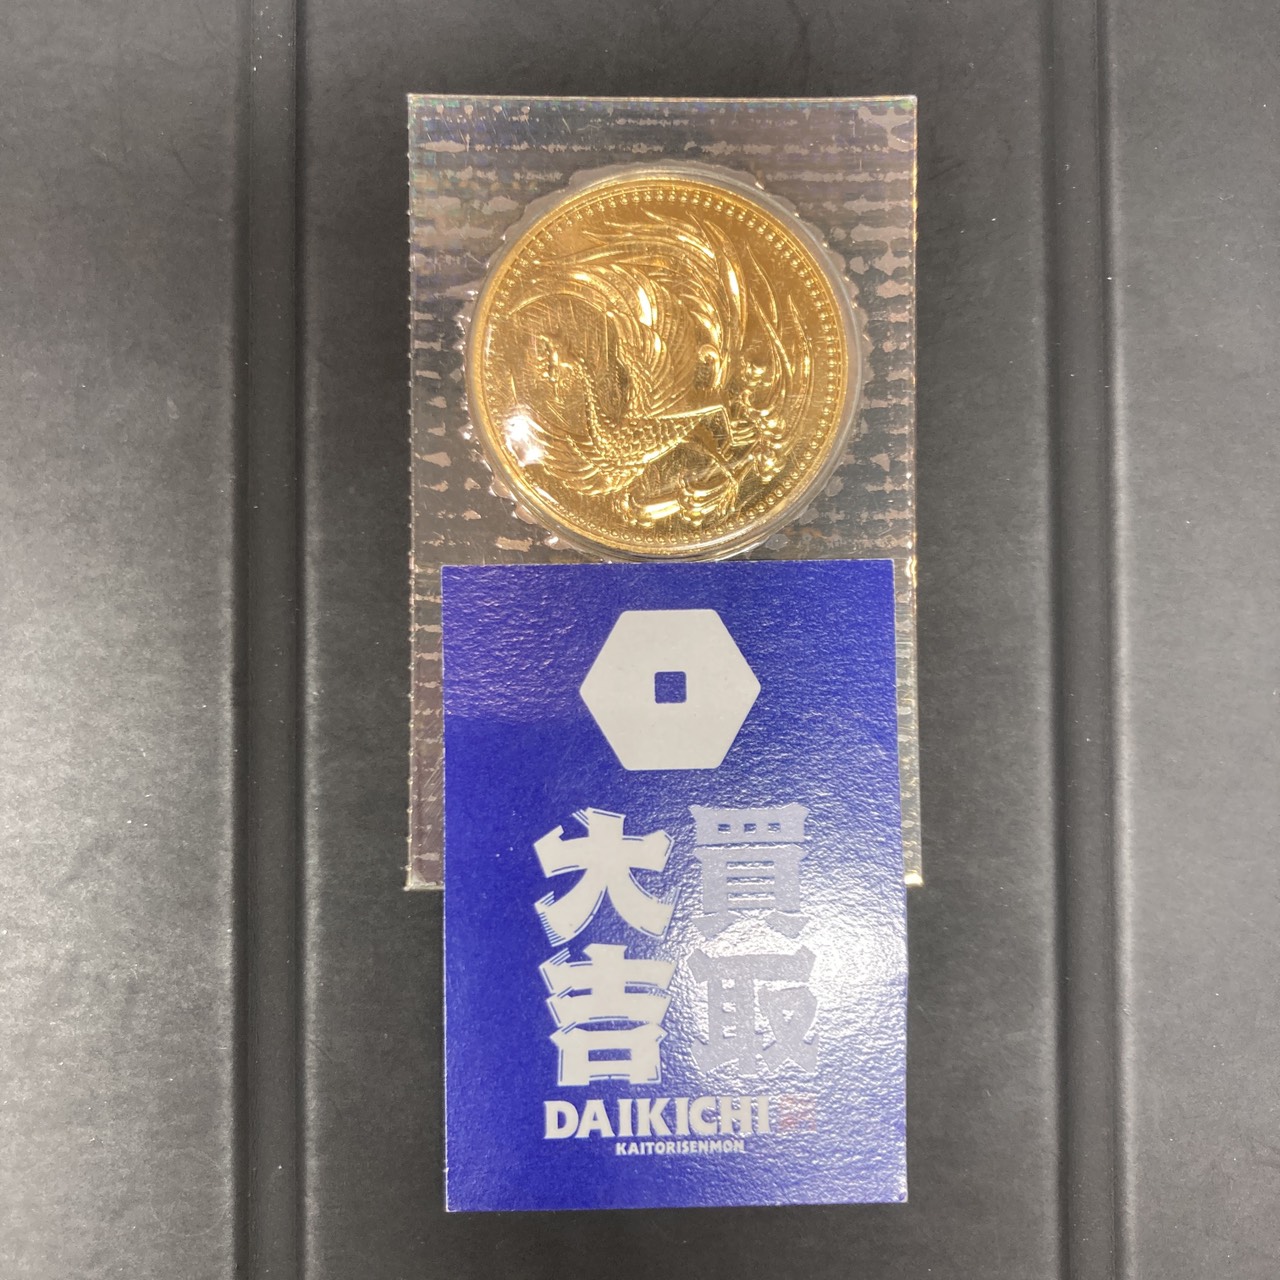 買取
大吉
DAIKICHI
KAITORISENMON